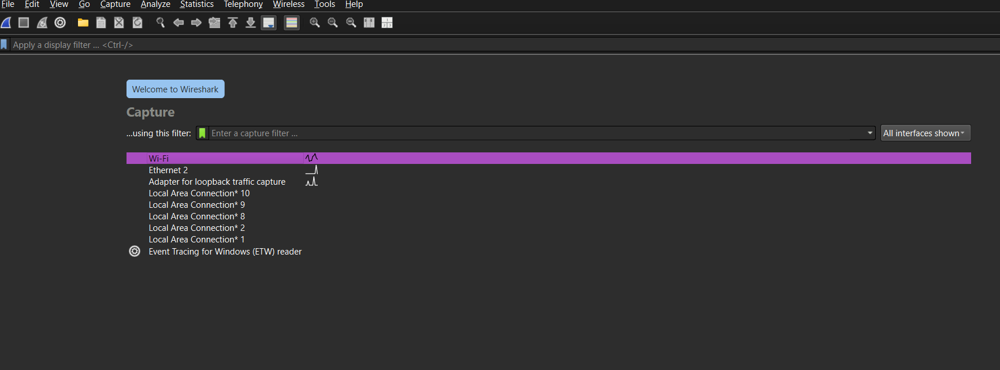 File Edit View Go Capture Analyze Statistics Telephony Wireless Tools Help
Apply a display filter ... <Ctrl-/>
Welcome to Wireshark
Capture
...using this filter: Enter a capture filter ... All interfaces shown
Wi-Fi
Ethernet 2
Adapter for loopback traffic capture
Local Area Connection* 10
Local Area Connection* 9
Local Area Connection* 8
Local Area Connection* 2
Local Area Connection* 1
Event Tracing for Windows (ETW) reader